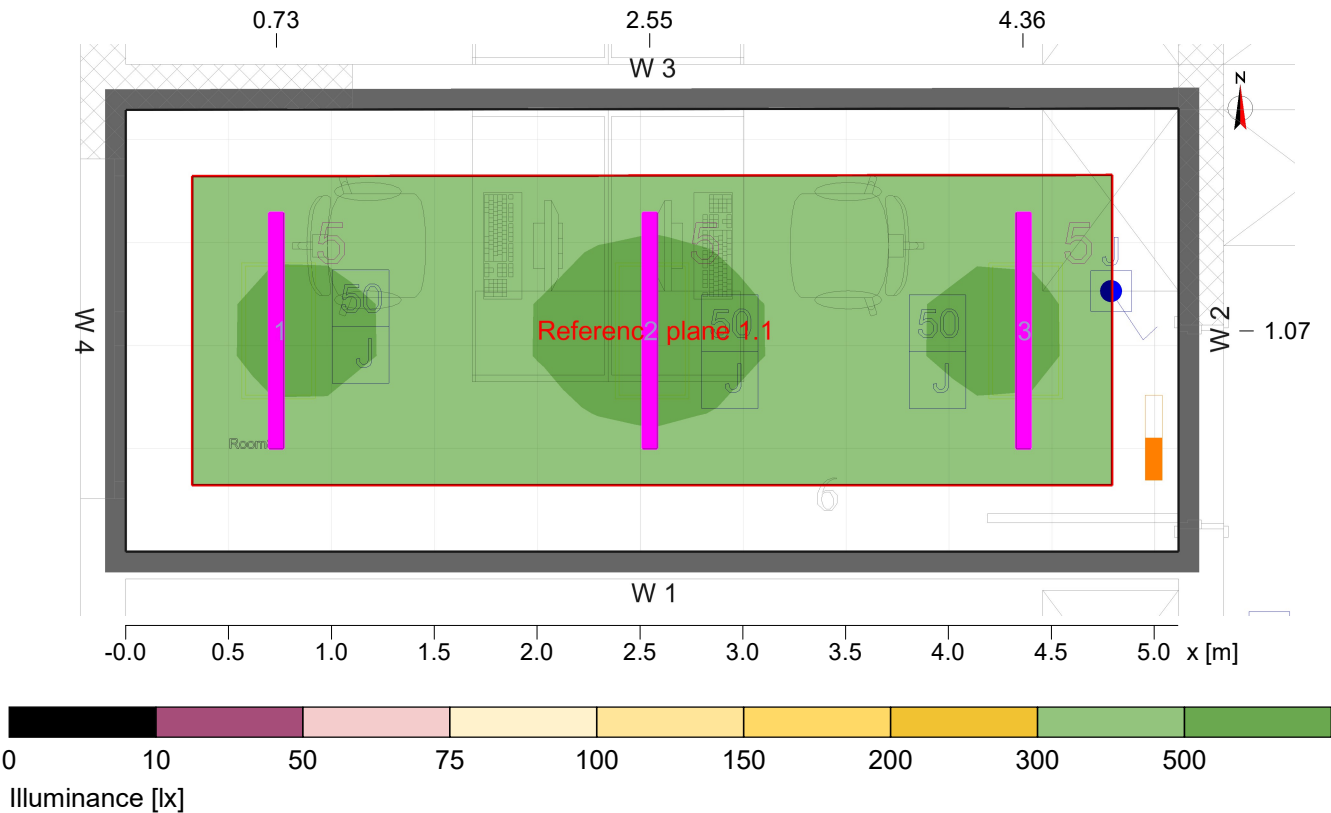 0.73 2.55 4.36
W 3
N
5 5 5 J
50 50 50
W 4 1 Referenc2 plane 1.1 3 W 2 1.07
J J J
Room
6
W 1
-0.0 0.5 1.0 1.5 2.0 2.5 3.0 3.5 4.0 4.5 5.0 x [m]
0 10 50 75 100 150 200 300 500
Illuminance [lx]